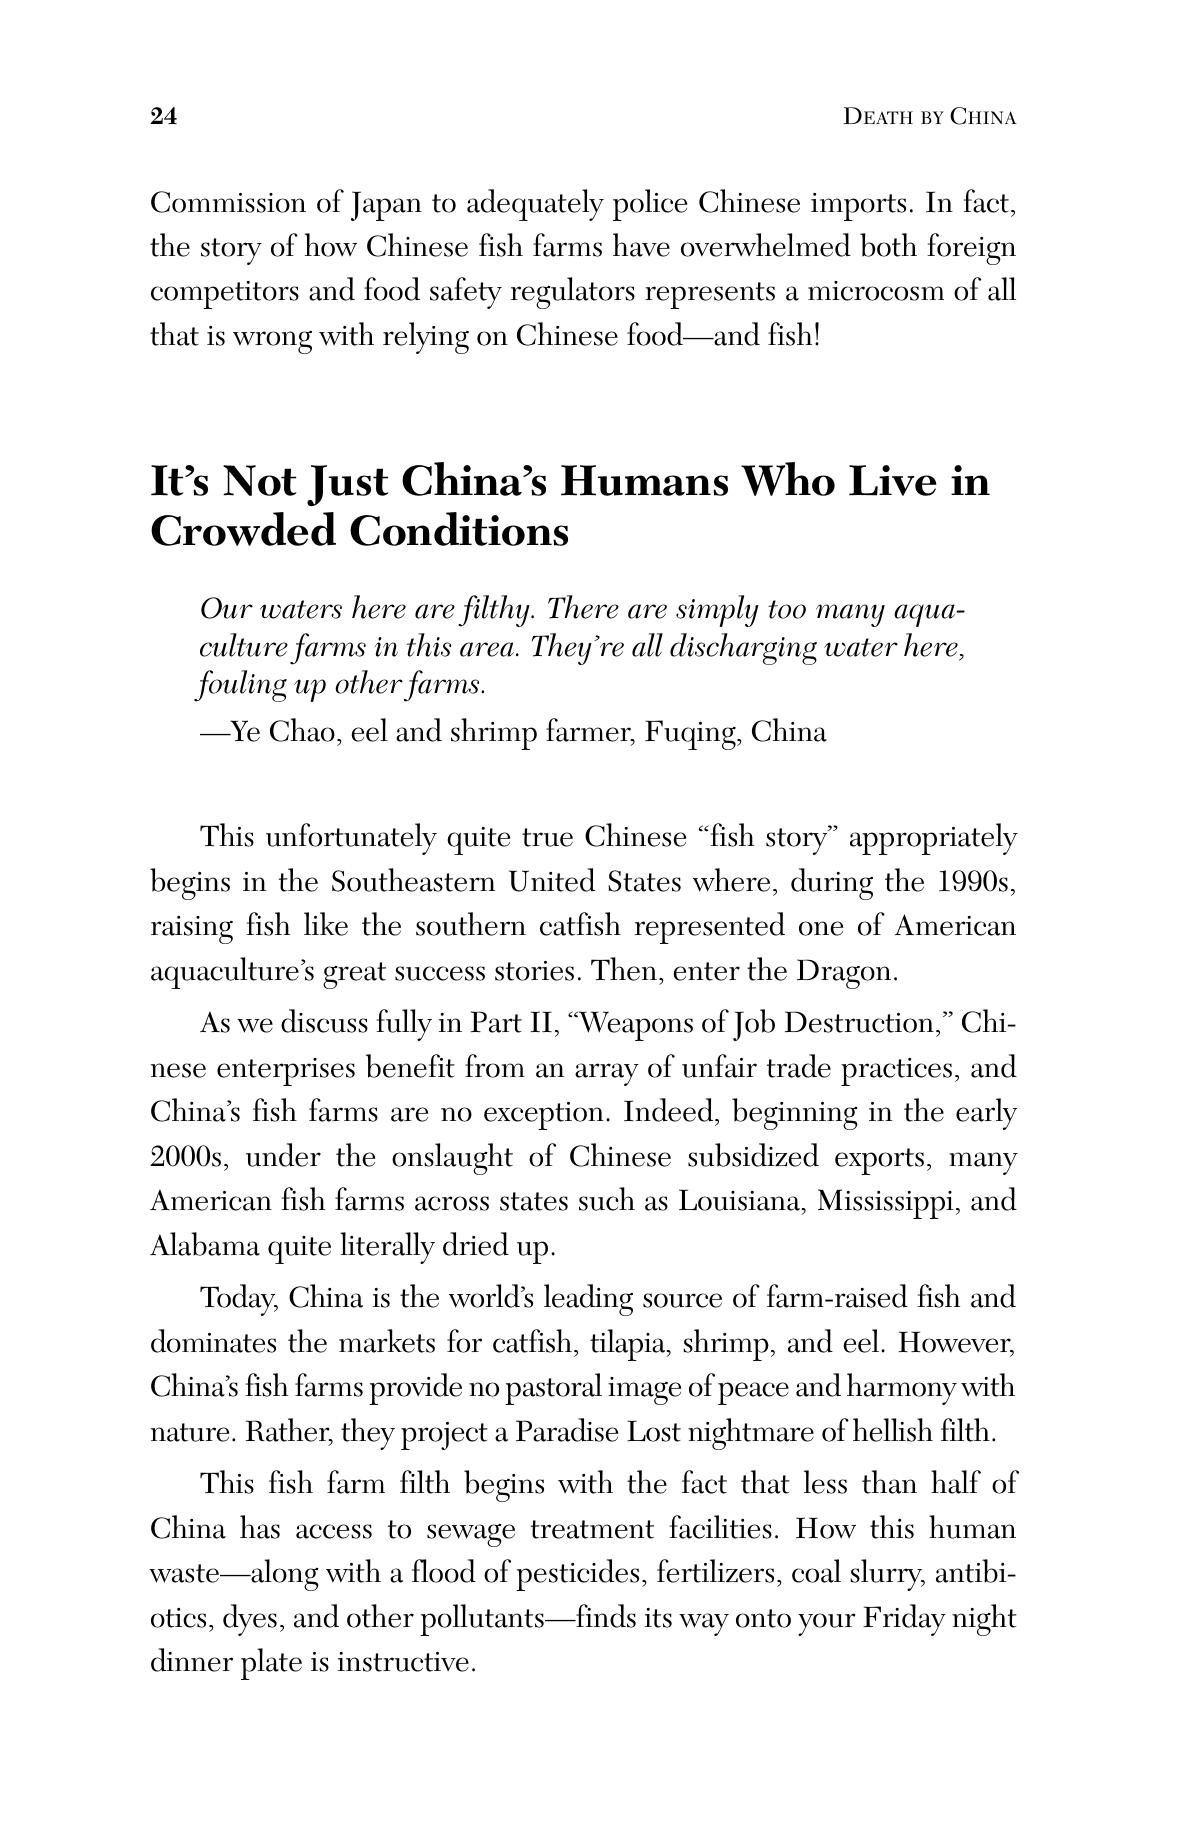 24 DEATH BY CHINA
Commission of Japan to adequately police Chinese imports. In fact,
the story of how Chinese fish farms have overwhelmed both foreign
competitors and food safety regulators represents a microcosm of all
that is wrong with relying on Chinese food—and fish!
It’s Not Just China’s Humans Who Live in
Crowded Conditions
Our waters here are filthy. There are simply too many aqua-
culture farms in this area. They’re all discharging water here,
fouling up other farms.
—Ye Chao, eel and shrimp farmer, Fuqing, China
This unfortunately quite true Chinese “fish story” appropriately
begins in the Southeastern United States where, during the 1990s,
raising fish like the southern catfish represented one of American
aquaculture’s great success stories. Then, enter the Dragon.
As we discuss fully in Part II, “Weapons of Job Destruction,” Chi-
nese enterprises benefit from an array of unfair trade practices, and
China’s fish farms are no exception. Indeed, beginning in the early
2000s, under the onslaught of Chinese subsidized exports, many
American fish farms across states such as Louisiana, Mississippi, and
Alabama quite literally dried up.
Today, China is the world’s leading source of farm-raised fish and
dominates the markets for catfish, tilapia, shrimp, and eel. However,
China’s fish farms provide no pastoral image of peace and harmony with
nature. Rather, they project a Paradise Lost nightmare of hellish filth.
This fish farm filth begins with the fact that less than half of
China has access to sewage treatment facilities. How this human
waste—along with a flood of pesticides, fertilizers, coal slurry, antibi-
otics, dyes, and other pollutants—finds its way onto your Friday night
dinner plate is instructive.